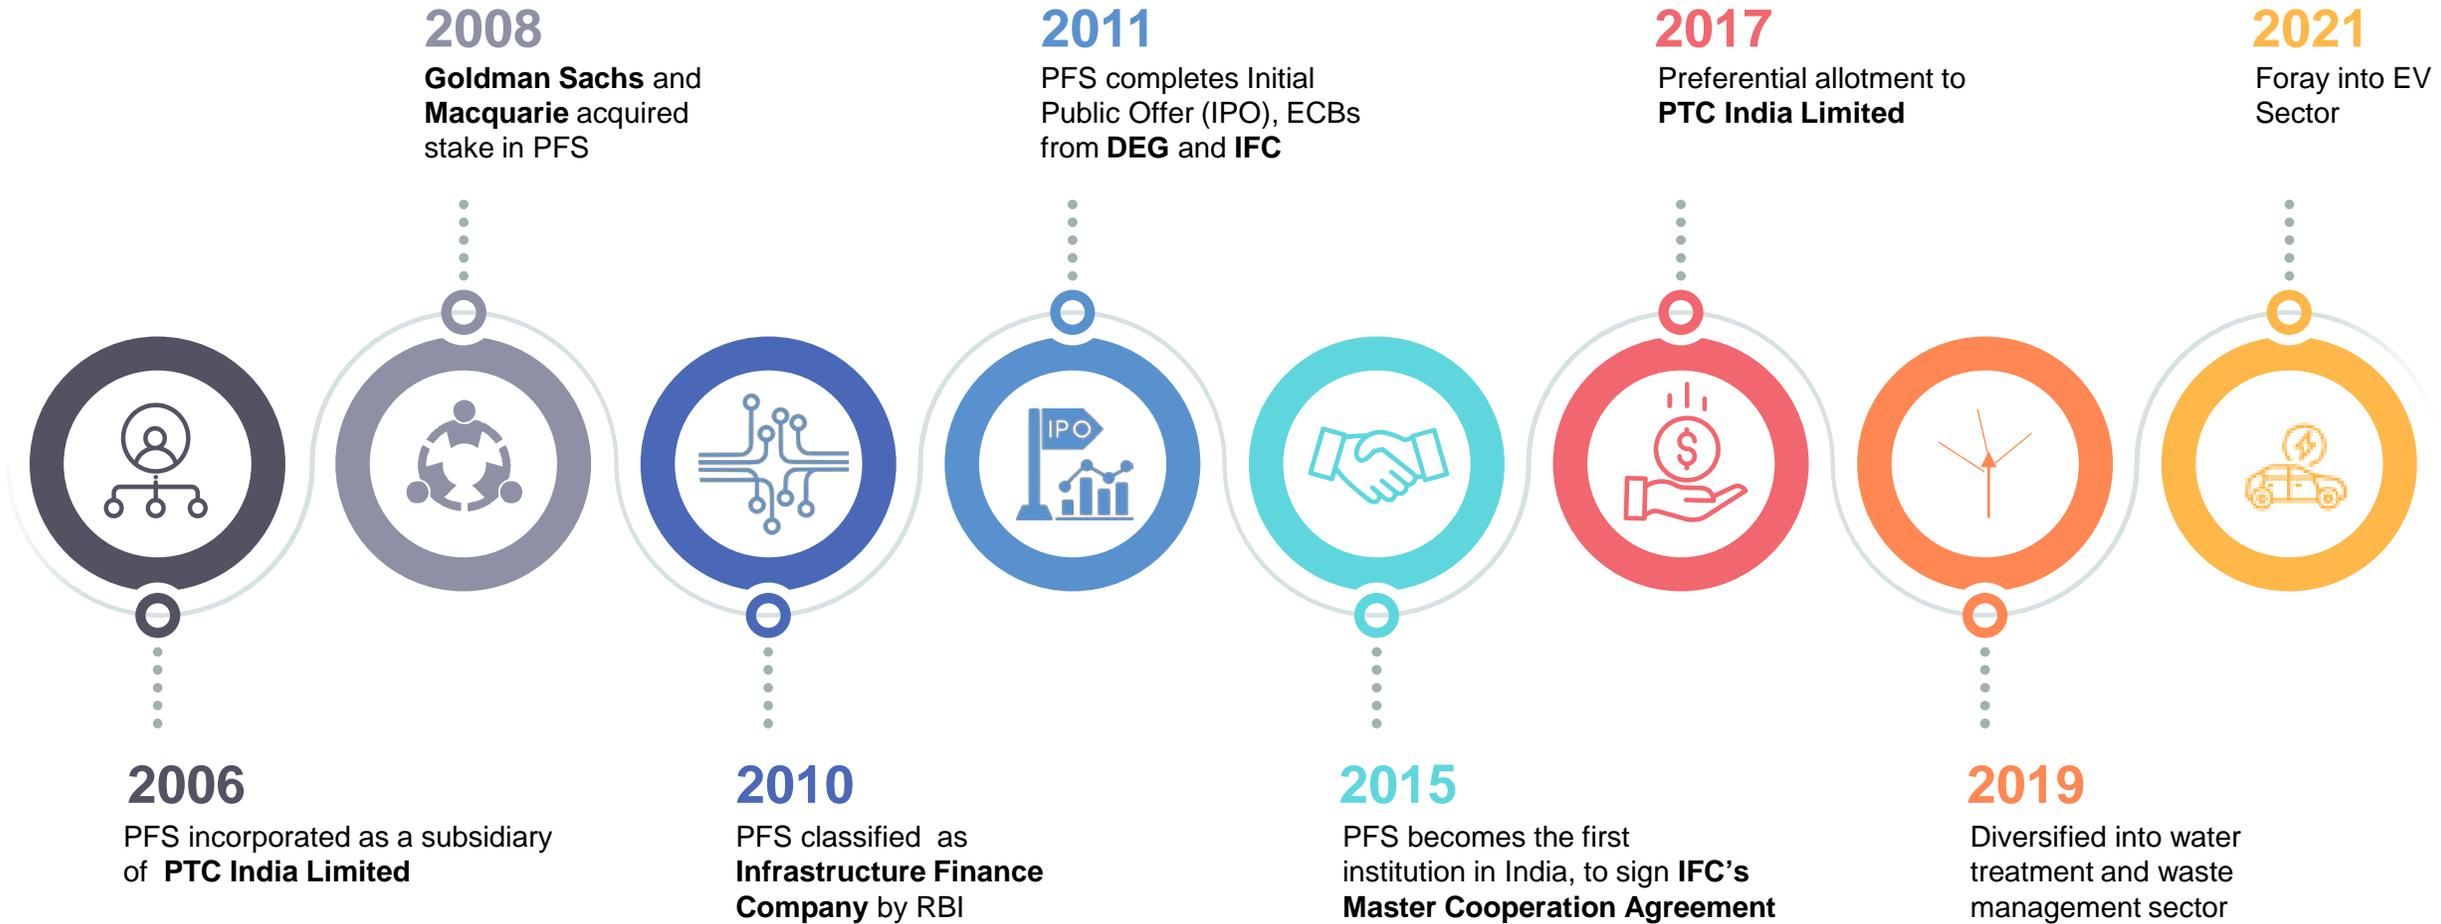 2008
Goldman Sachs and
Macquarie acquired
stake in PFS
2011
PFS completes Initial
Public Offer (IPO), ECBs
from DEG and IFC
2017
Preferential allotment to
PTC India Limited
2021
Foray into EV
Sector
IPO
$
2006
PFS incorporated as a subsidiary
of PTC India Limited
2010
PFS classified as
Infrastructure Finance
Company by RBI
2015
PFS becomes the first
institution in India, to sign IFC’s
Master Cooperation Agreement
2019
Diversified into water
treatment and waste
management sector